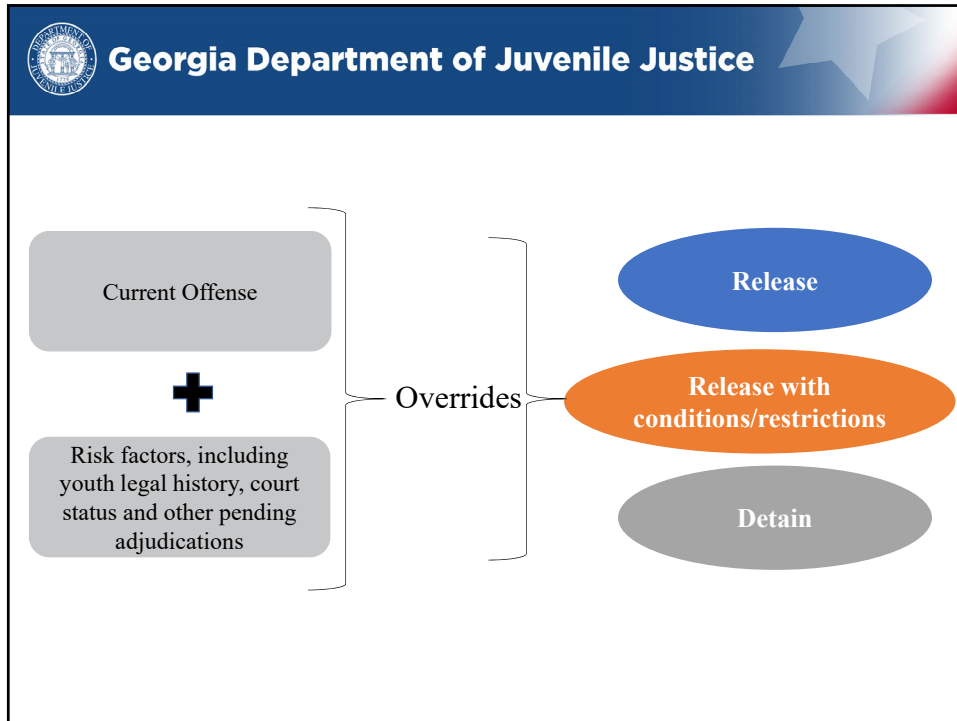 Georgia Department of Juvenile Justice
Current Offense
Risk factors, including
youth legal history, court
status and other pending
adjudications
Overrides
Release
Release with
conditions/restrictions
Detain